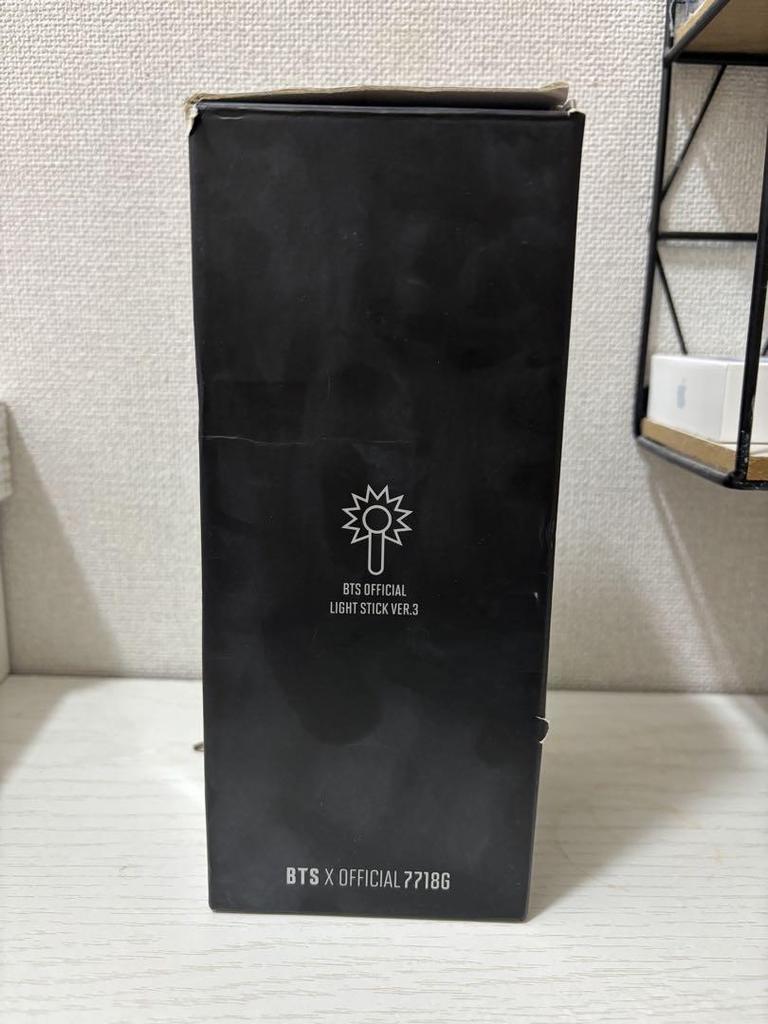 BTS OFFICIAL
LIGHT STICK VER.3
BTS X OFFICIAL 7718G